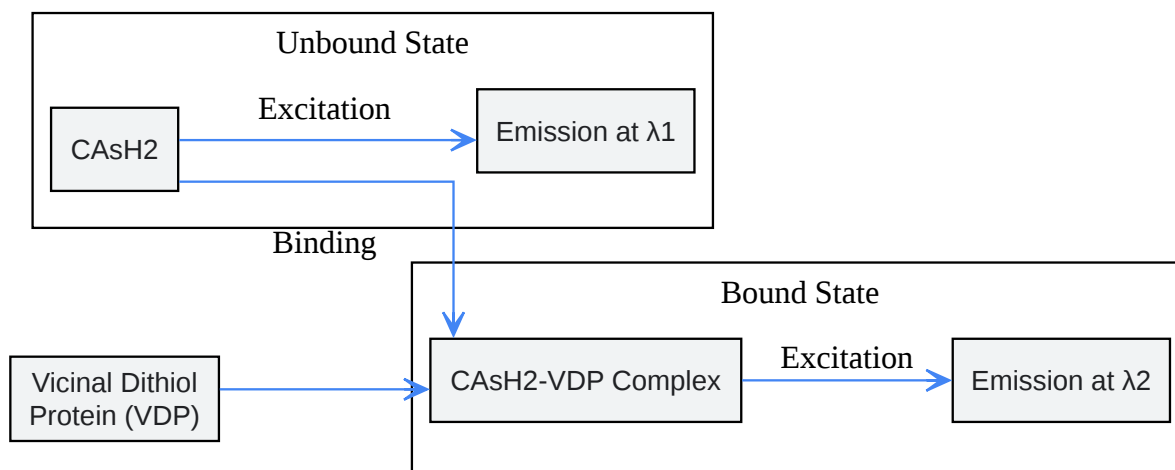 Unbound State
Excitation
CAsH2
Emission at λ1
Binding
Bound State
Vicinal Dithiol
Protein (VDP)
CAsH2-VDP Complex
Excitation
Emission at λ2